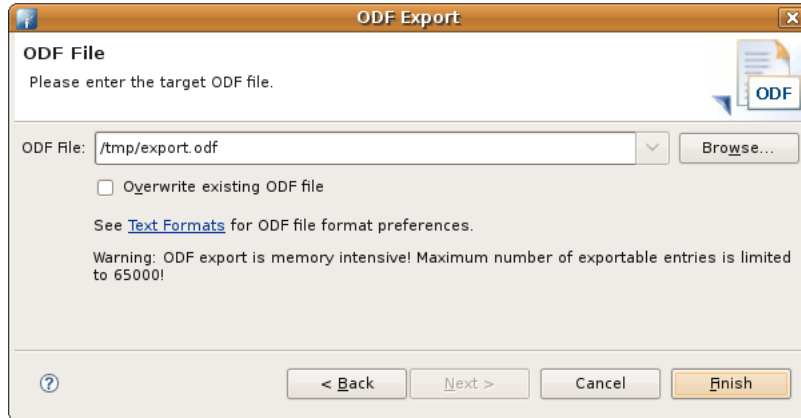 ODF Export
ODF File
Please enter the target ODF file.
ODF
ODF File: /tmp/export.odf Browse...
Overwrite existing ODF file
See Text Formats for ODF file format preferences.
Warning: ODF export is memory intensive! Maximum number of exportable entries is limited
to 65000!
? < Back Next > Cancel Finish